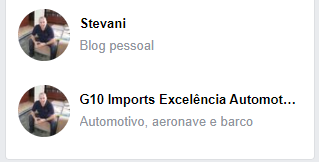 Stevani
Blog pessoal
G10 Imports Excelência Automot...
Automotivo, aeronave e barco